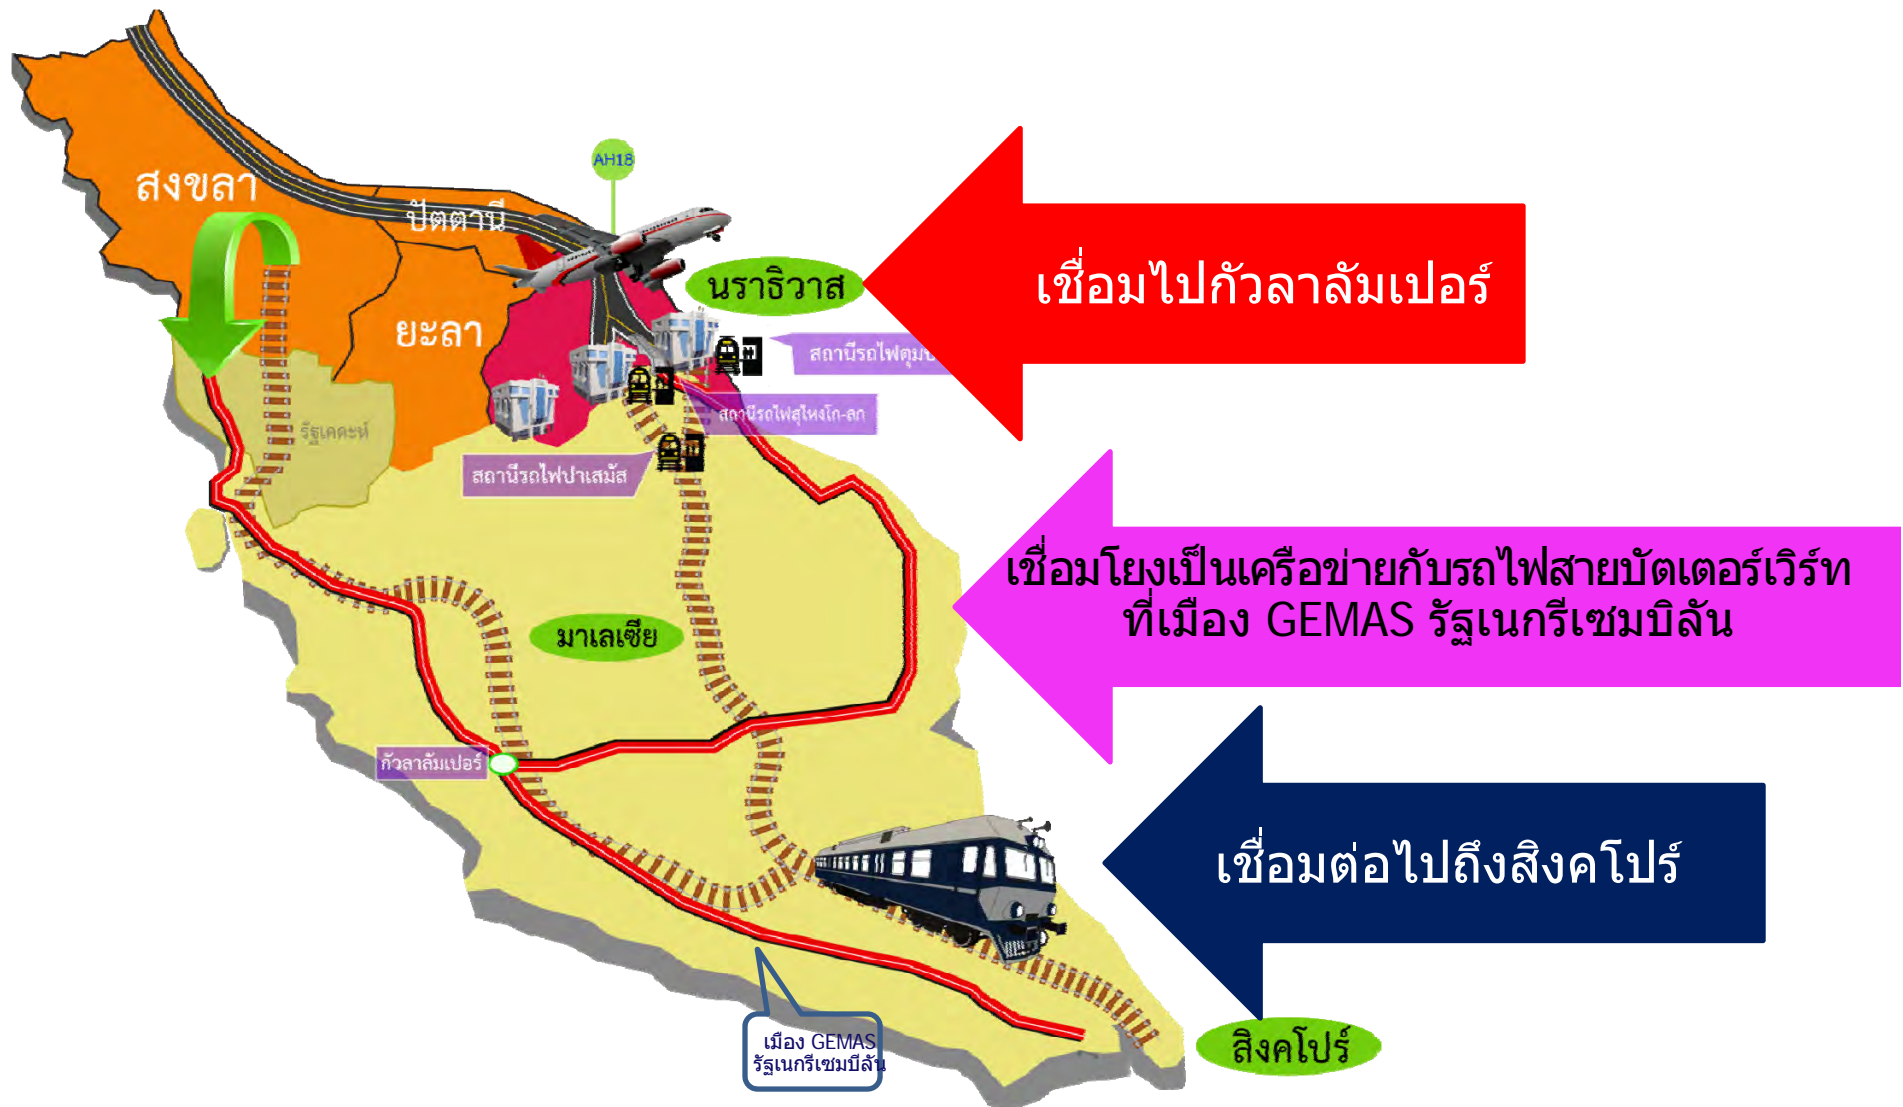 AH18
สงขลา
ปัตตานี
นราธิวาส
เชื่อมไปกัวลาลัมเปอร์
ยะลา
สถานีรถไฟสุไหงโก-ลก
รัฐเคดะห์
สถานีรถไฟปาเสมัส
เชื่อมโยงเป็นเครือข่ายกับรถไฟสายบัตเตอร์เวิร์ท
ที่เมือง GEMAS รัฐเนกรีเซมบิลัน
มาเลเซีย
กัวลาลัมเปอร์
เชื่อมต่อไปถึงสิงคโปร์
เมือง GEMAS
รัฐเนกรีเซมบีลัน
สิงคโปร์